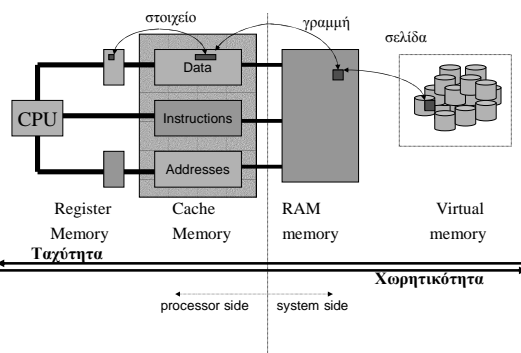 στοιχείο
γραμμή
σελίδα
Data
CPU
Instructions
Addresses
Register
Memory
Cache
Memory
RAM
memory
Virtual
memory
Ταχύτητα
Χωρητικότητα
processor side
system side